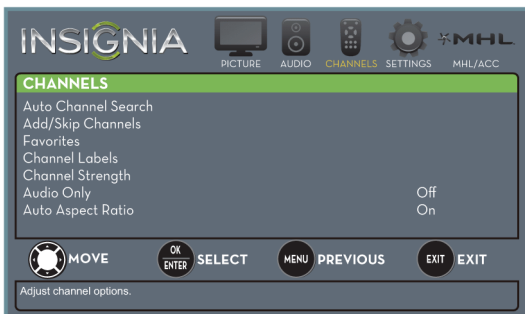 INSIGNIA
PICTURE AUDIO CHANNELS SETTINGS MHL MHL/ACC
CHANNELS
Auto Channel Search
Add/Skip Channels
Favorites
Channel Labels
Channel Strength
Audio Only Off
Auto Aspect Ratio On
MOVE OK ENTER SELECT MENU PREVIOUS EXIT EXIT
Adjust channel options.